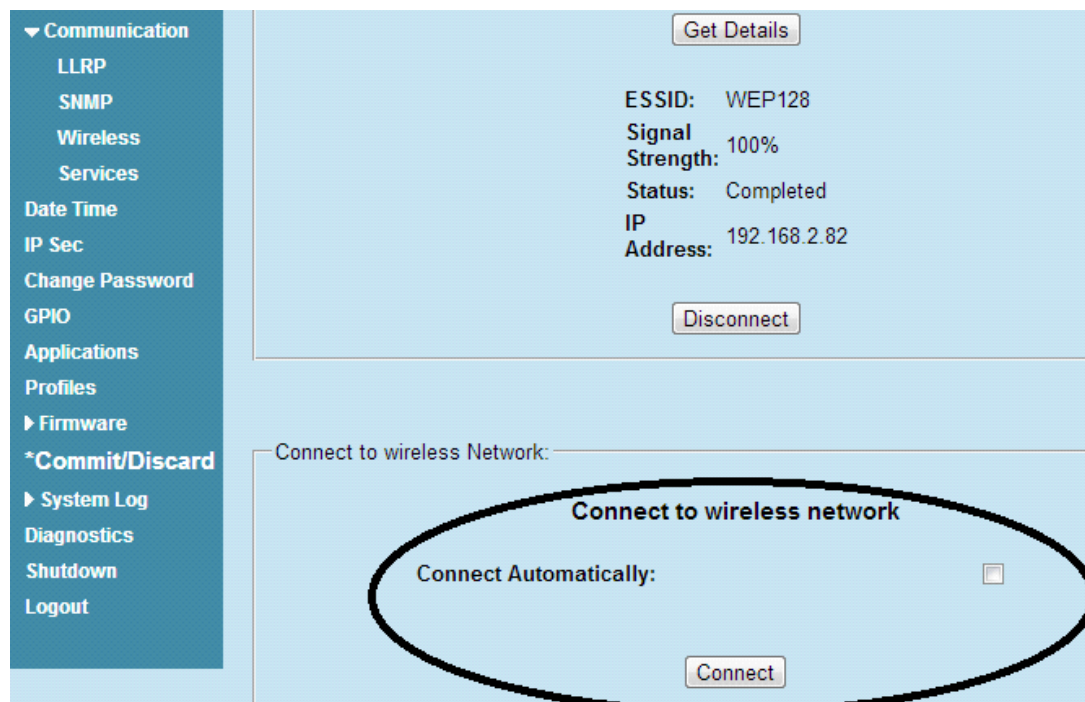 Communication
LLRP
SNMP
Wireless
Services
Date Time
IP Sec
Change Password
GPIO
Applications
Profiles
Firmware
*Commit/Discard
System Log
Diagnostics
Shutdown
Logout
Get Details
ESSID: WEP128
Signal
Strength: 100%
Status: Completed
IP
Address: 192.168.2.82
Disconnect
Connect to wireless Network:
Connect to wireless network
Connect Automatically:
Connect